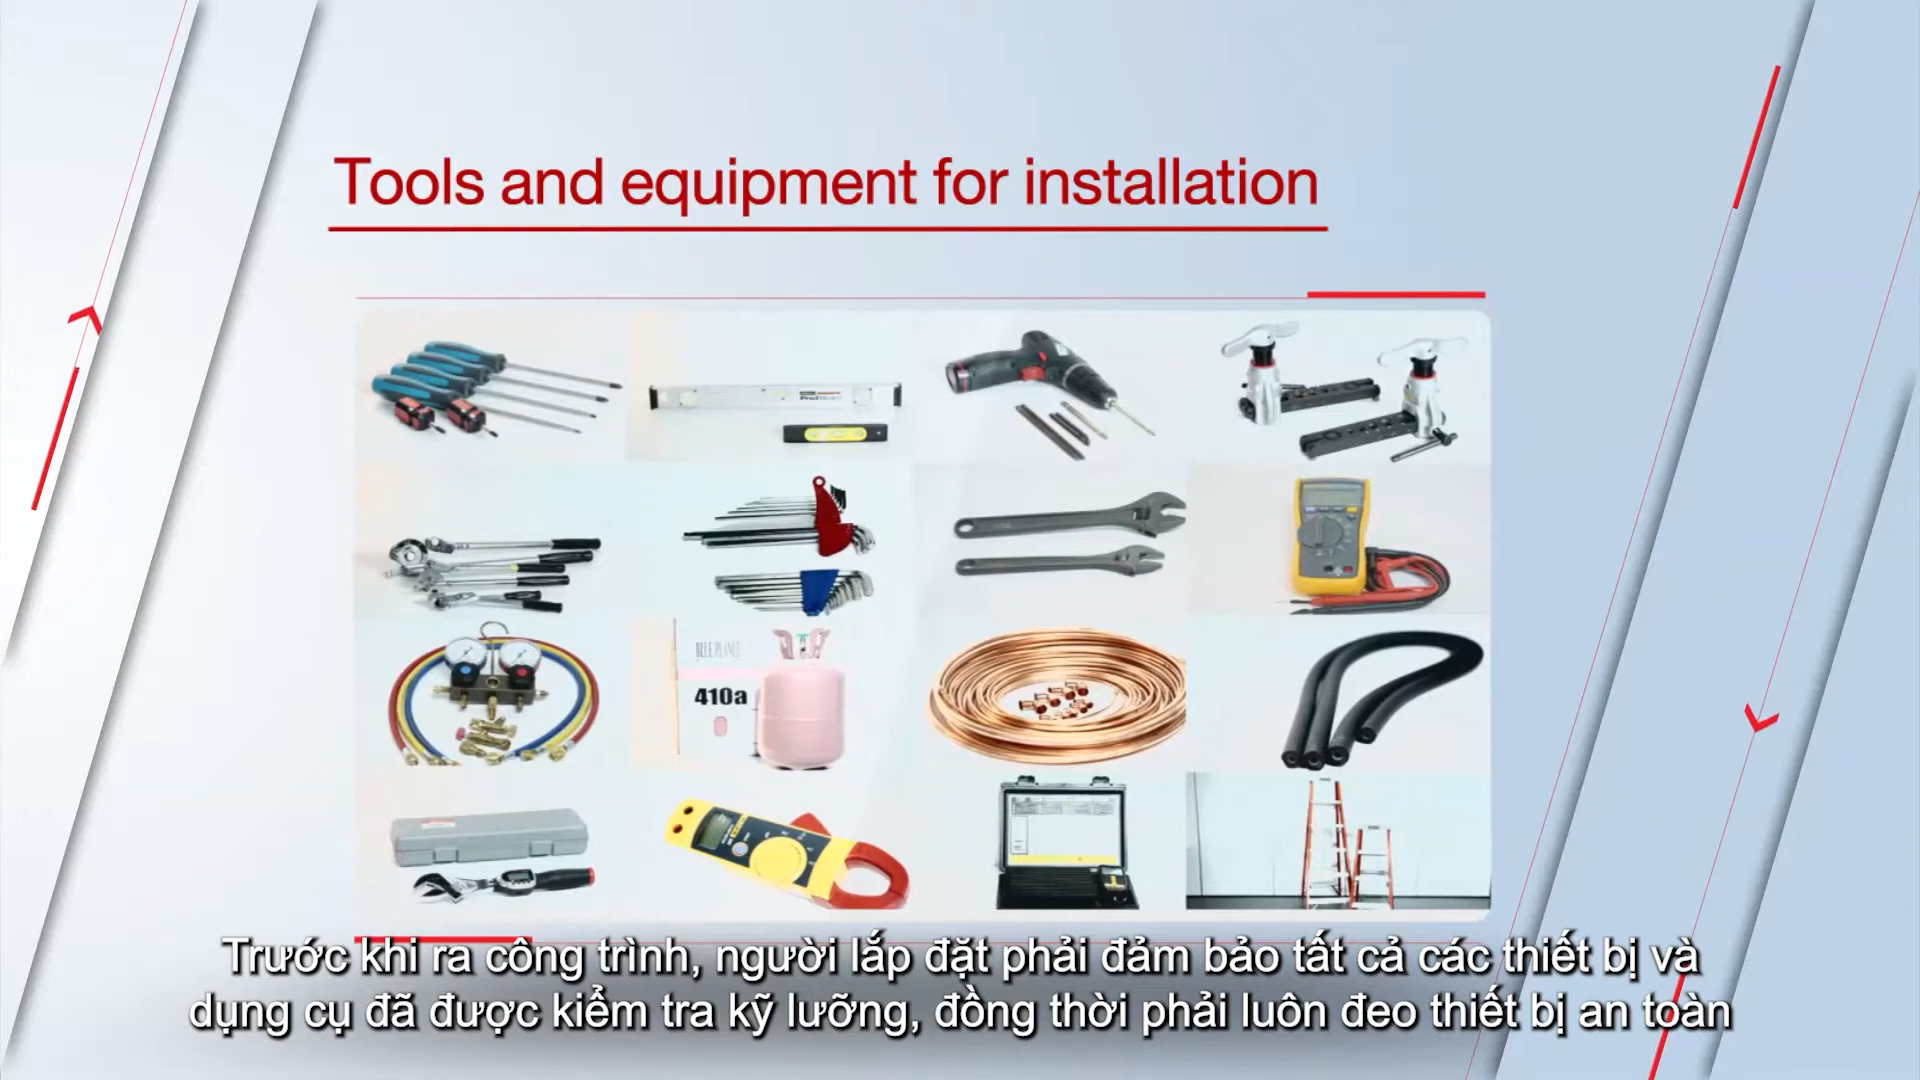 Tools and equipment for installation
BLUE PLANET
410a
Trước khi ra công trình, người lắp đặt phải đảm bảo tất cả các thiết bị và
dụng cụ đã được kiểm tra kỹ lưỡng, đồng thời phải luôn đeo thiết bị an toàn